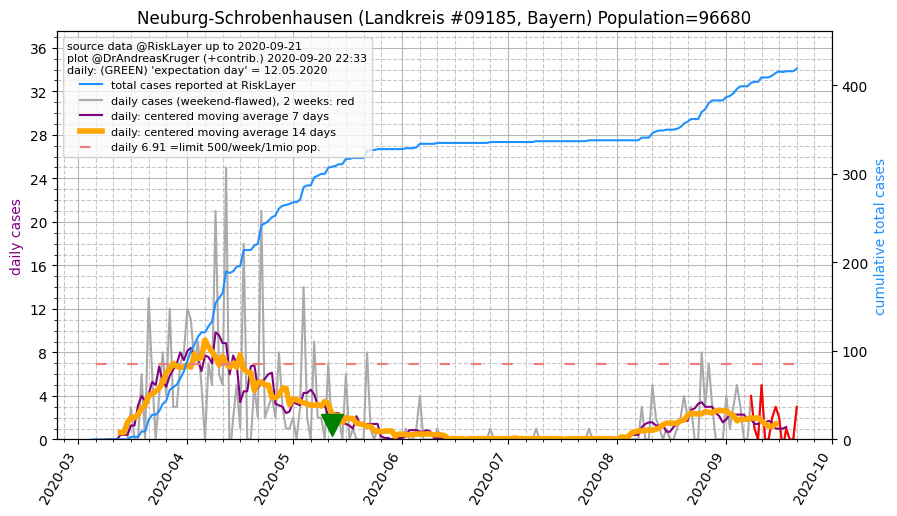 Neuburg-Schrobenhausen (Landkreis #09185, Bayern) Population=96680
source data @RiskLayer up to 2020-09-21
plot @DrAndreasKruger (+contrib.) 2020-09-20 22:33
daily: (GREEN) 'expectation day' = 12.05.2020
total cases reported at RiskLayer
daily cases (weekend-flawed), 2 weeks: red
daily: centered moving average 7 days
daily: centered moving average 14 days
daily 6.91 =limit 500/week/1mio pop.
daily cases
36
32
28
24
20
16
12
8
4
0
cumulative total cases
400
300
200
100
0
2020-03
2020-04
2020-05
2020-06
2020-07
2020-08
2020-09
2020-10